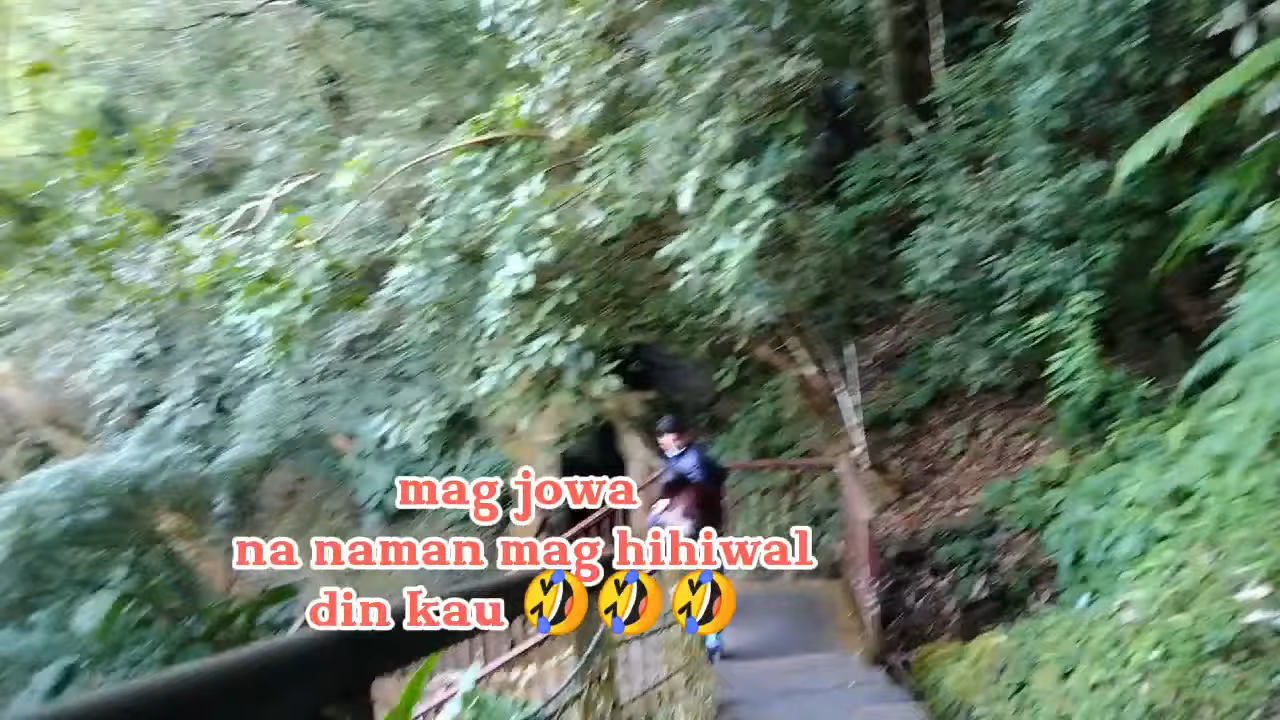 mag jowa
na naman mag hihiwal
din kau 🤣🤣🤣